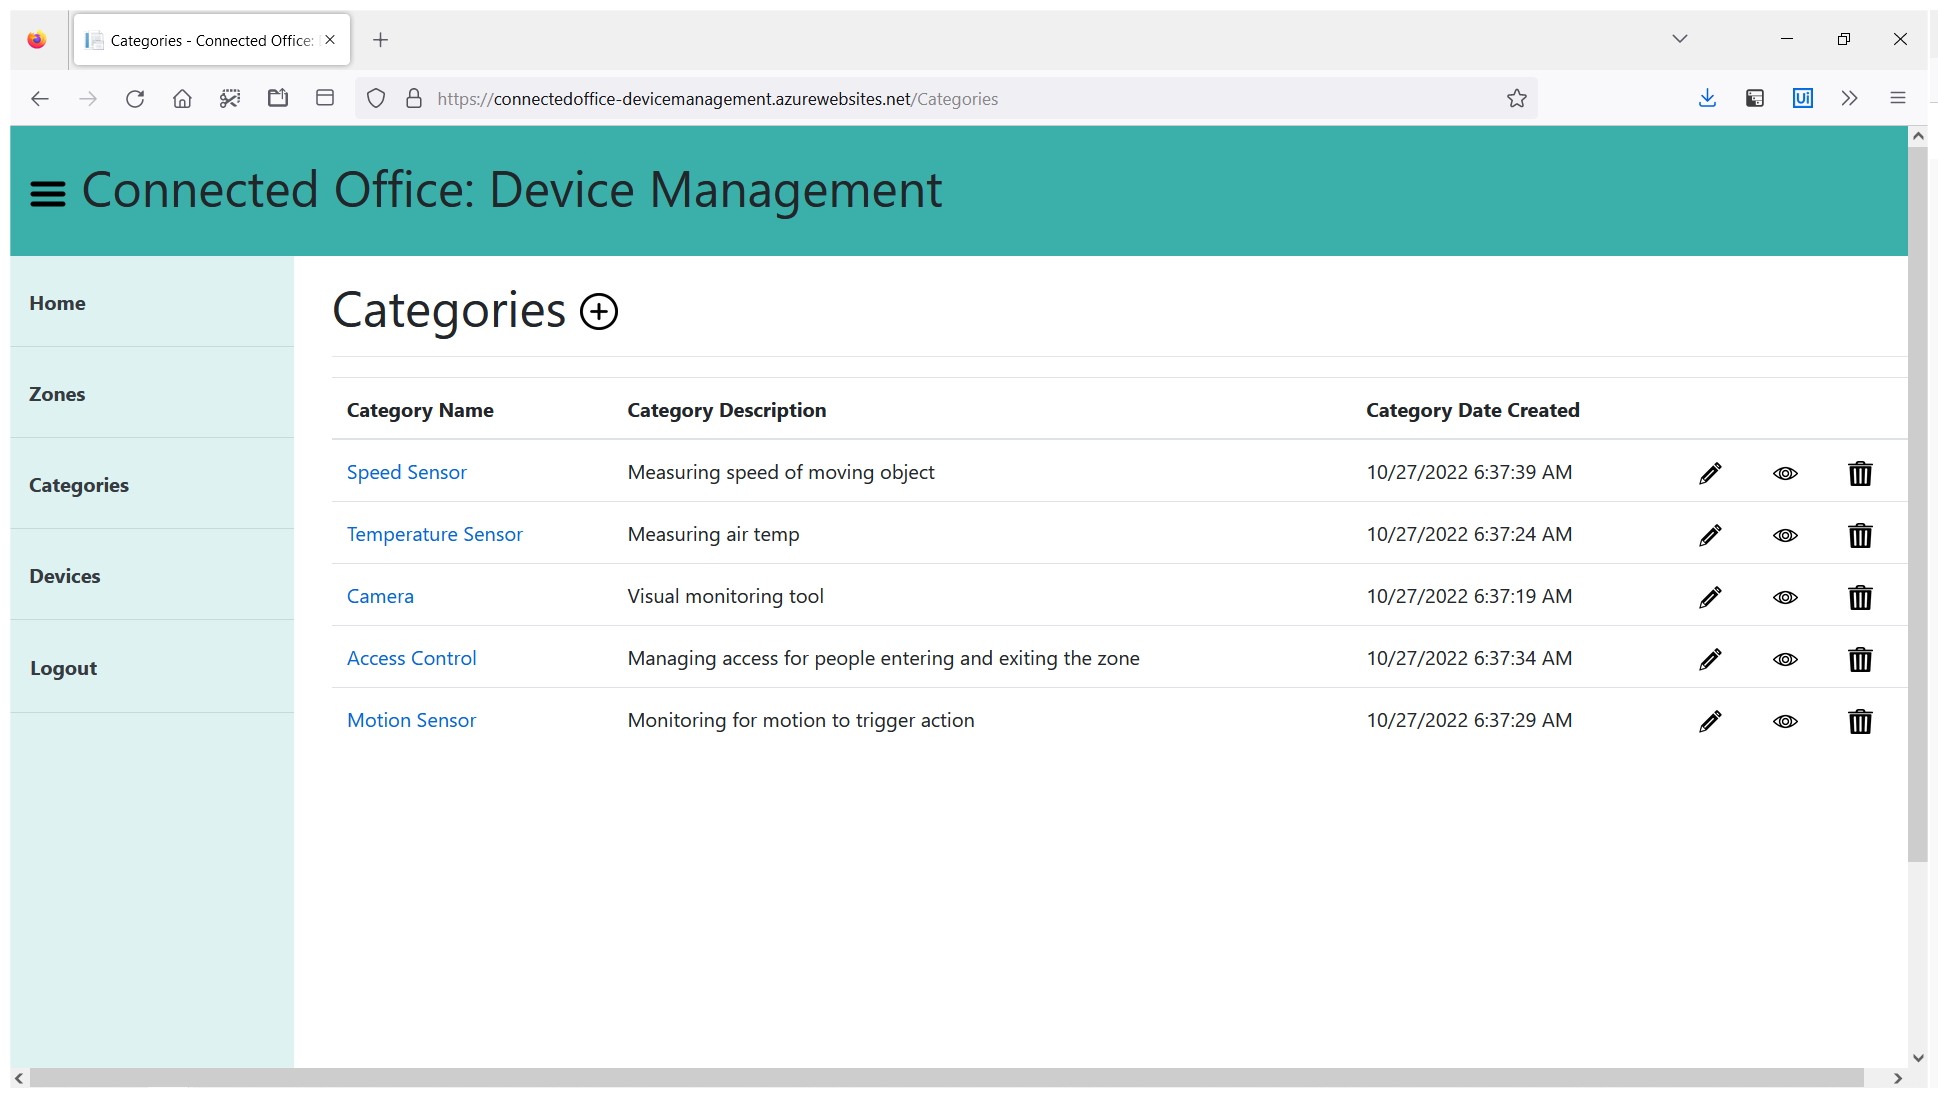 Categories - Connected Office:
https://connectedoffice-devicemanagement.azurewebsites.net/Categories
Ui
Connected Office: Device Management
Home
Zones
Categories
Devices
Logout
Categories
Category Name Category Description Category Date Created
Speed Sensor Measuring speed of moving object 10/27/2022 6:37:39 AM
Temperature Sensor Measuring air temp 10/27/2022 6:37:24 AM
Camera Visual monitoring tool 10/27/2022 6:37:19 AM
Access Control Managing access for people entering and exiting the zone 10/27/2022 6:37:34 AM
Motion Sensor Monitoring for motion to trigger action 10/27/2022 6:37:29 AM